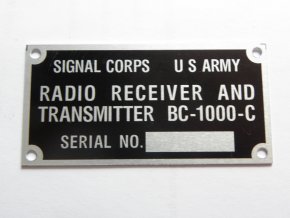 SIGNAL CORPS U S ARMY
RADIO RECEIVER AND
TRANSMITTER BC-1000-C
SERIAL NO.